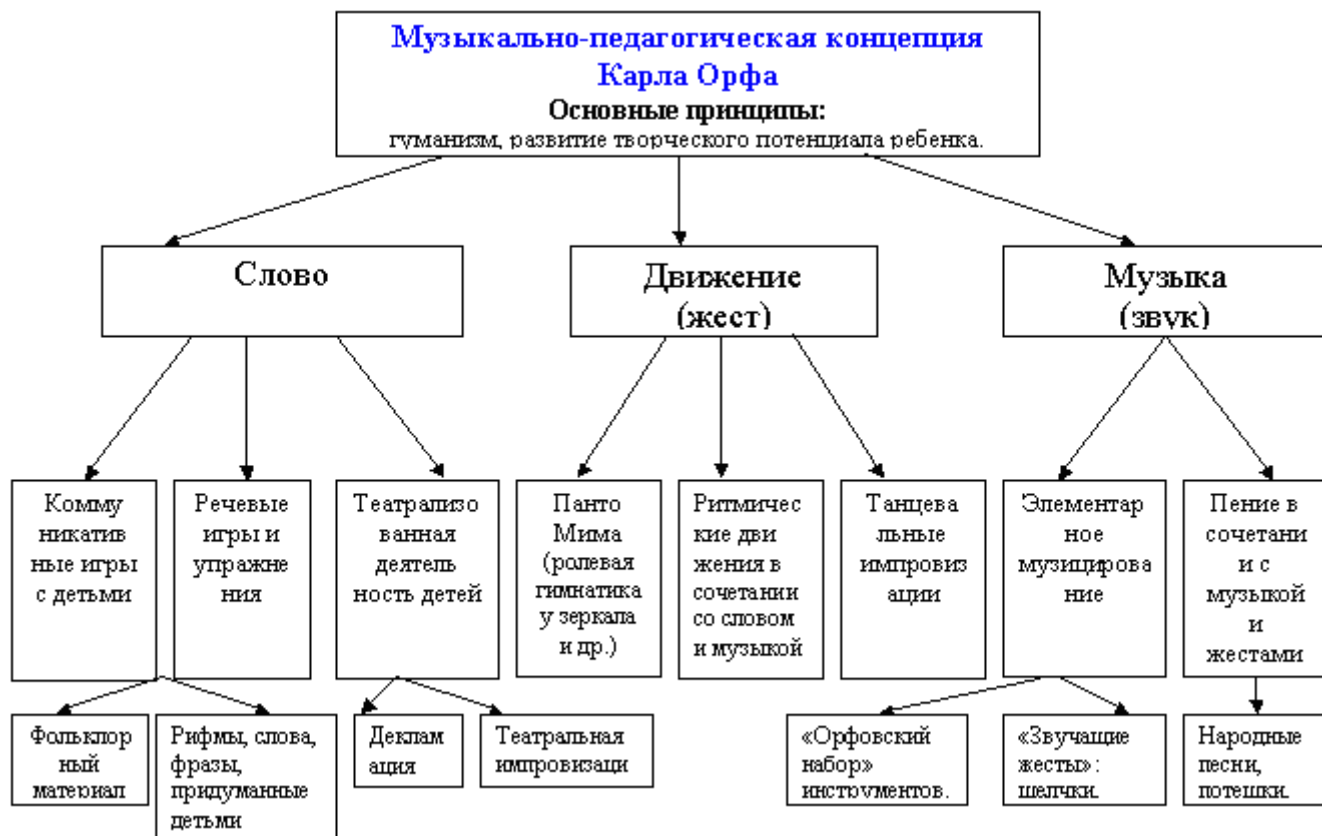 Музыкально-педагогическая концепция
Карла Орфа
Основные принципы:
гуманизм, развитие творческого потенциала ребенка.
Слово
Движение
(жест)
Музыка
(звук)
Комму
никатив
ные игры
с детьми
Речевые
игры и
упражне
ния
Театрализо
ванная
деятель
ность детей
Панто
Мима
(ролевая
гимнатика
у зеркала
и др.)
Ритмичес
кие дви
жения в
сочетании
со словом
и музыкой
Танцева
льные
импровиз
ации
Элементар
ное
музицирова
ние
Пение в
сочетани
и с
музыкой
и
жестами
Фольклор
ный
материал
Рифмы, слова,
фразы,
придуманные
детьми
Деклам
ация
Театральная
импровизаци
«Орфовский
набор»
инструментов.
«Звучащие
жесты»:
щелчки.
Народные
песни,
потешки.